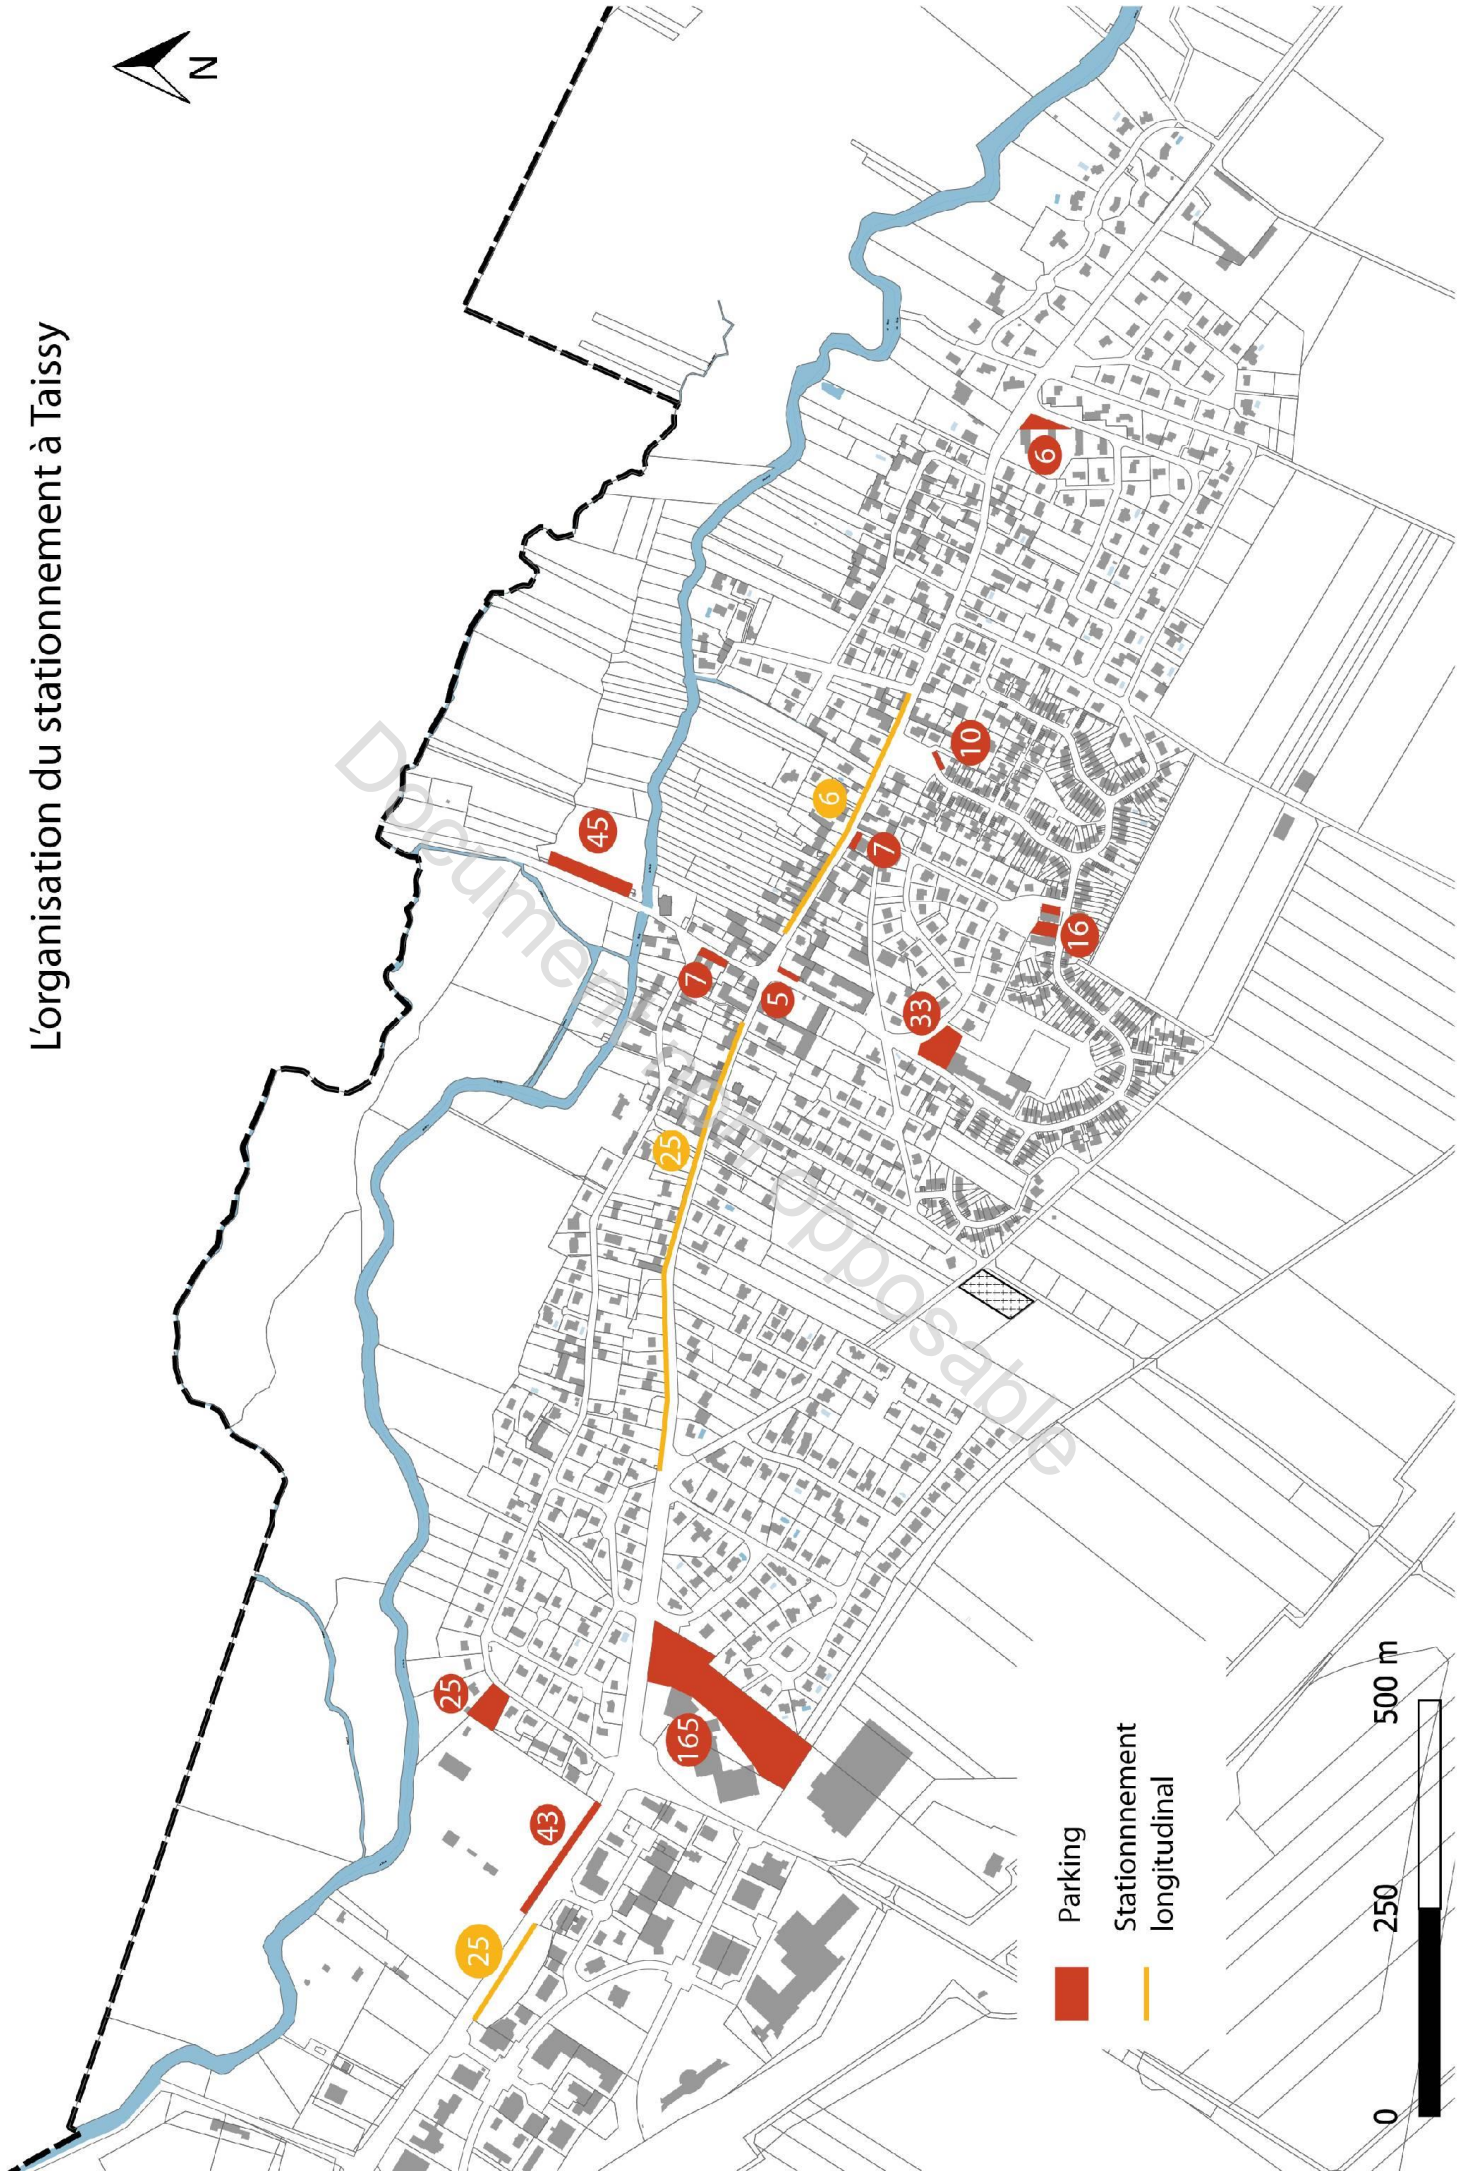 L'organisation du stationnement à Taissy
N
45
6
10
6
7
7
5
16
33
25
25
165
43
25
Document non opposable
Parking
Stationnnement
longitudinal
0 250 500 m